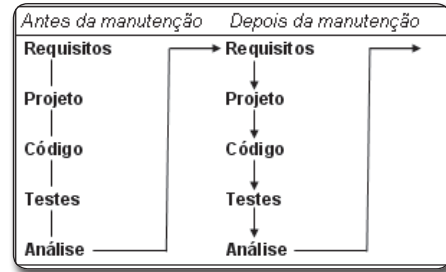 Antes da manutenção Depois da manutenção
Requisitos Requisitos
Projeto Projeto
Código Código
Testes Testes
Análise Análise